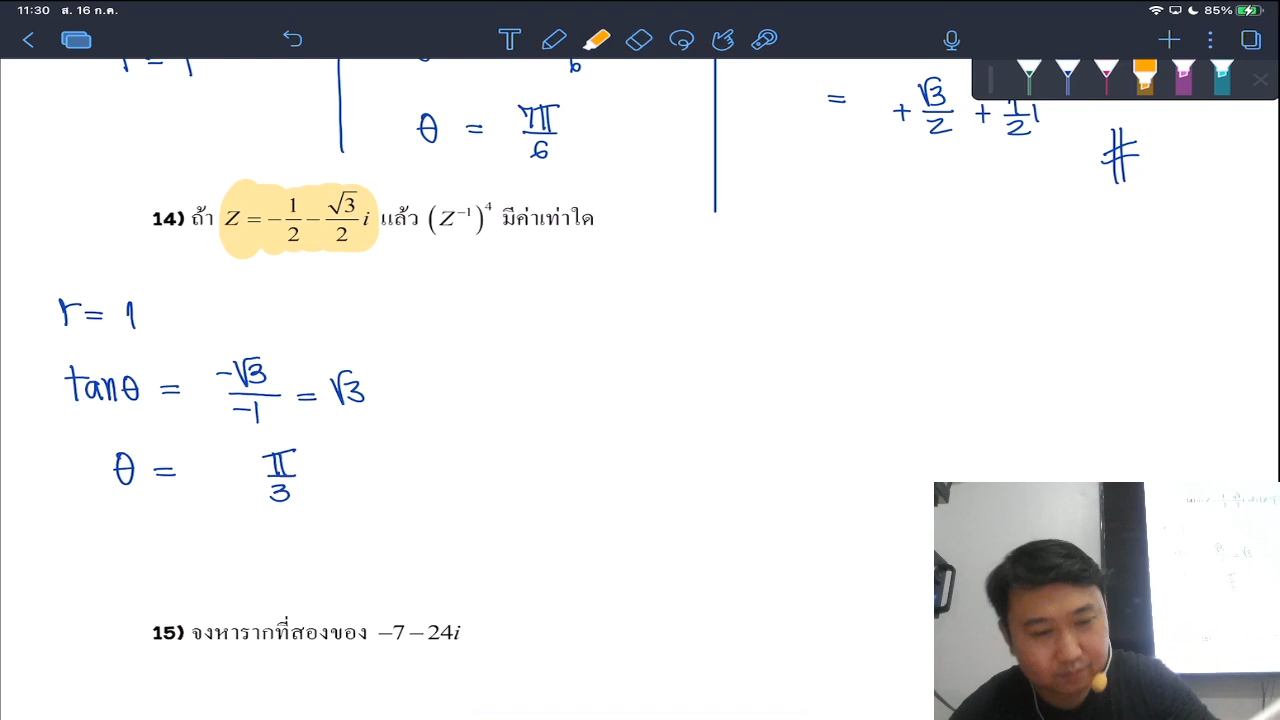 11:30 ส. 16 ก.ค.
85%
θ = 7π/6
= +√3/2 + 1/2 i
#
14) ถ้า Z = −1/2 − √3/2 i แล้ว (Z⁻¹)⁴ มีค่าเท่าใด
r = 1
tanθ = -√3/-1 = √3
θ = π/3
15) จงหารากที่สองของ −7 − 24i